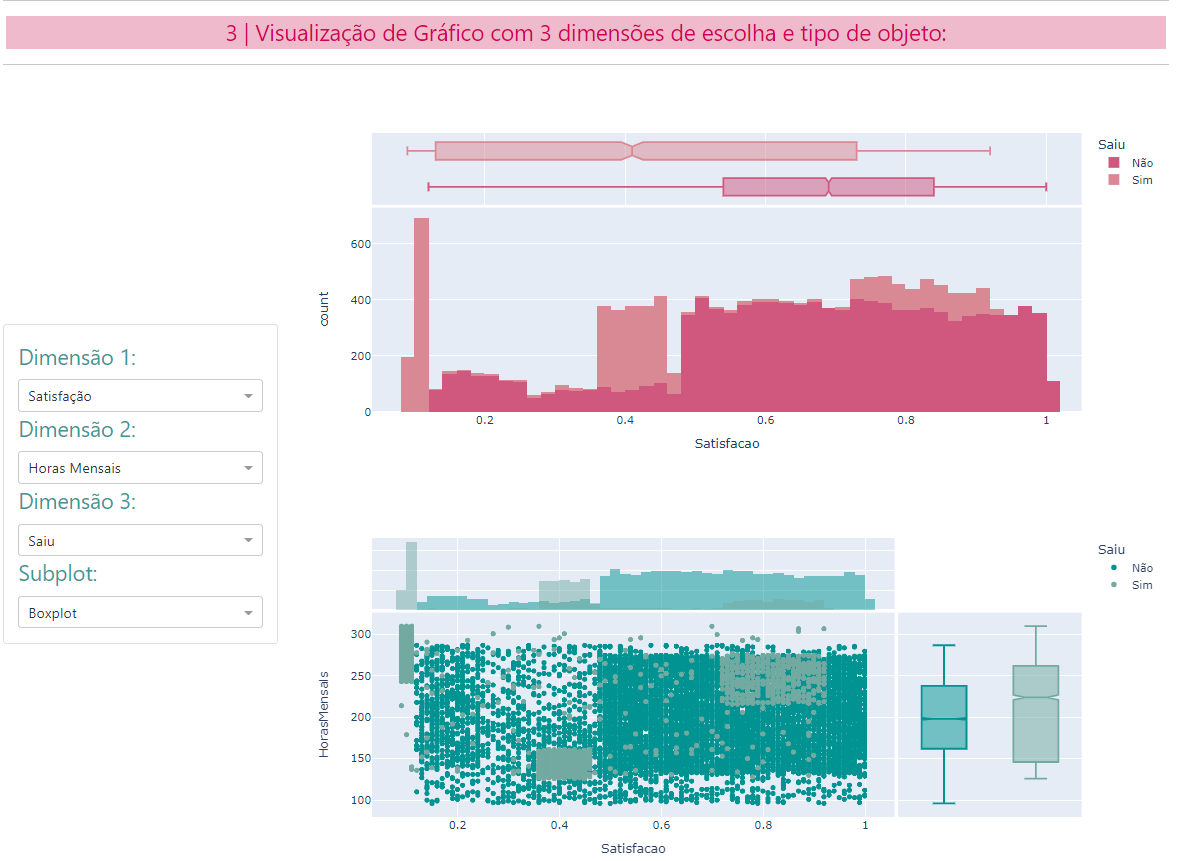 3 | Visualização de Gráfico com 3 dimensões de escolha e tipo de objeto:
Dimensão 1:
Satisfação
Dimensão 2:
Horas Mensais
Dimensão 3:
Saiu
Subplot:
Boxplot
Saiu
Não
Sim
600
400
200
0
count
0.2
0.4
0.6
0.8
1
Satisfacao
Saiu
Não
Sim
300
250
200
150
100
HorasMensais
0.2
0.4
0.6
0.8
1
Satisfacao